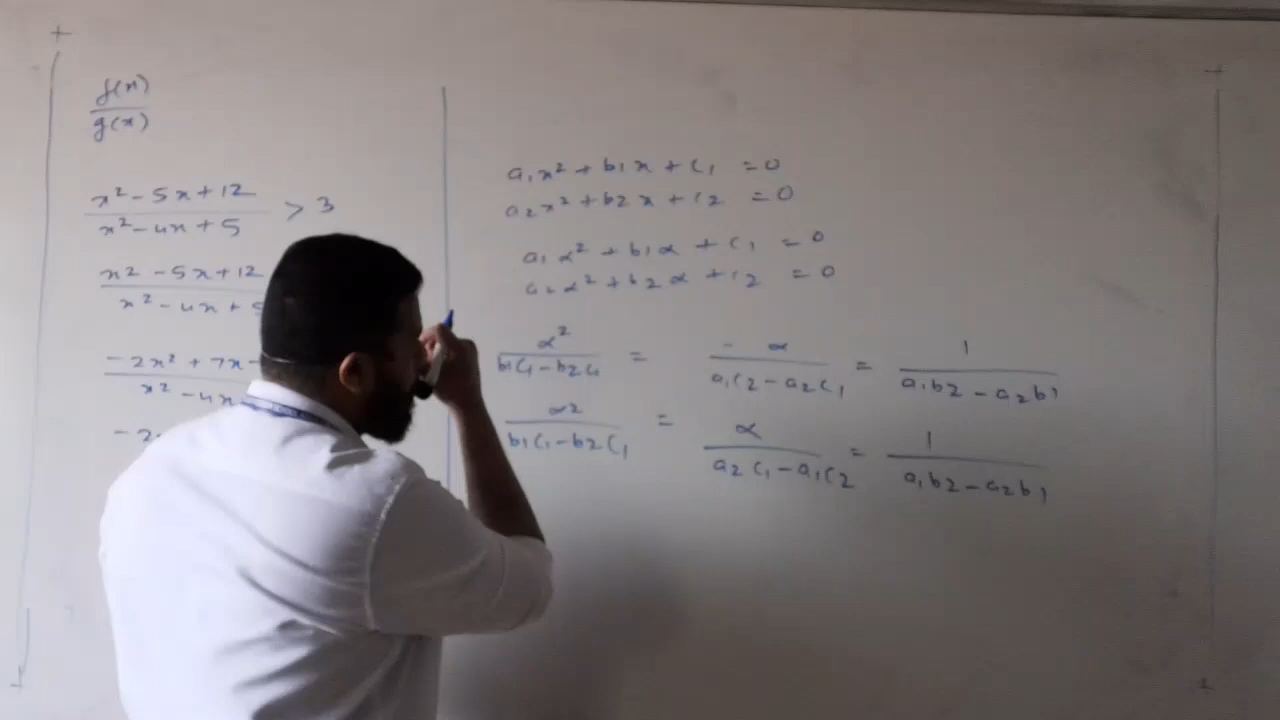 f(x)
g(x)
x² - 5x + 12
x² - 4x + 5
> 3
x² - 5x + 12
x² - 4x + 5
-2x² + 7x -
x² - 4x
-2
a₁x² + b₁x + c₁ = 0
a₂x² + b₂x + c₂ = 0
a₁α² + b₁α + c₁ = 0
a₂α² + b₂α + c₂ = 0
α² = -α = 1
b₁c₁ - b₂c₁ a₁c₂ - a₂c₁ a₁b₂ - a₂b₁
α² = α = 1
b₁c₁ - b₂c₁ a₂c₁ - a₁c₂ a₁b₂ - a₂b₁